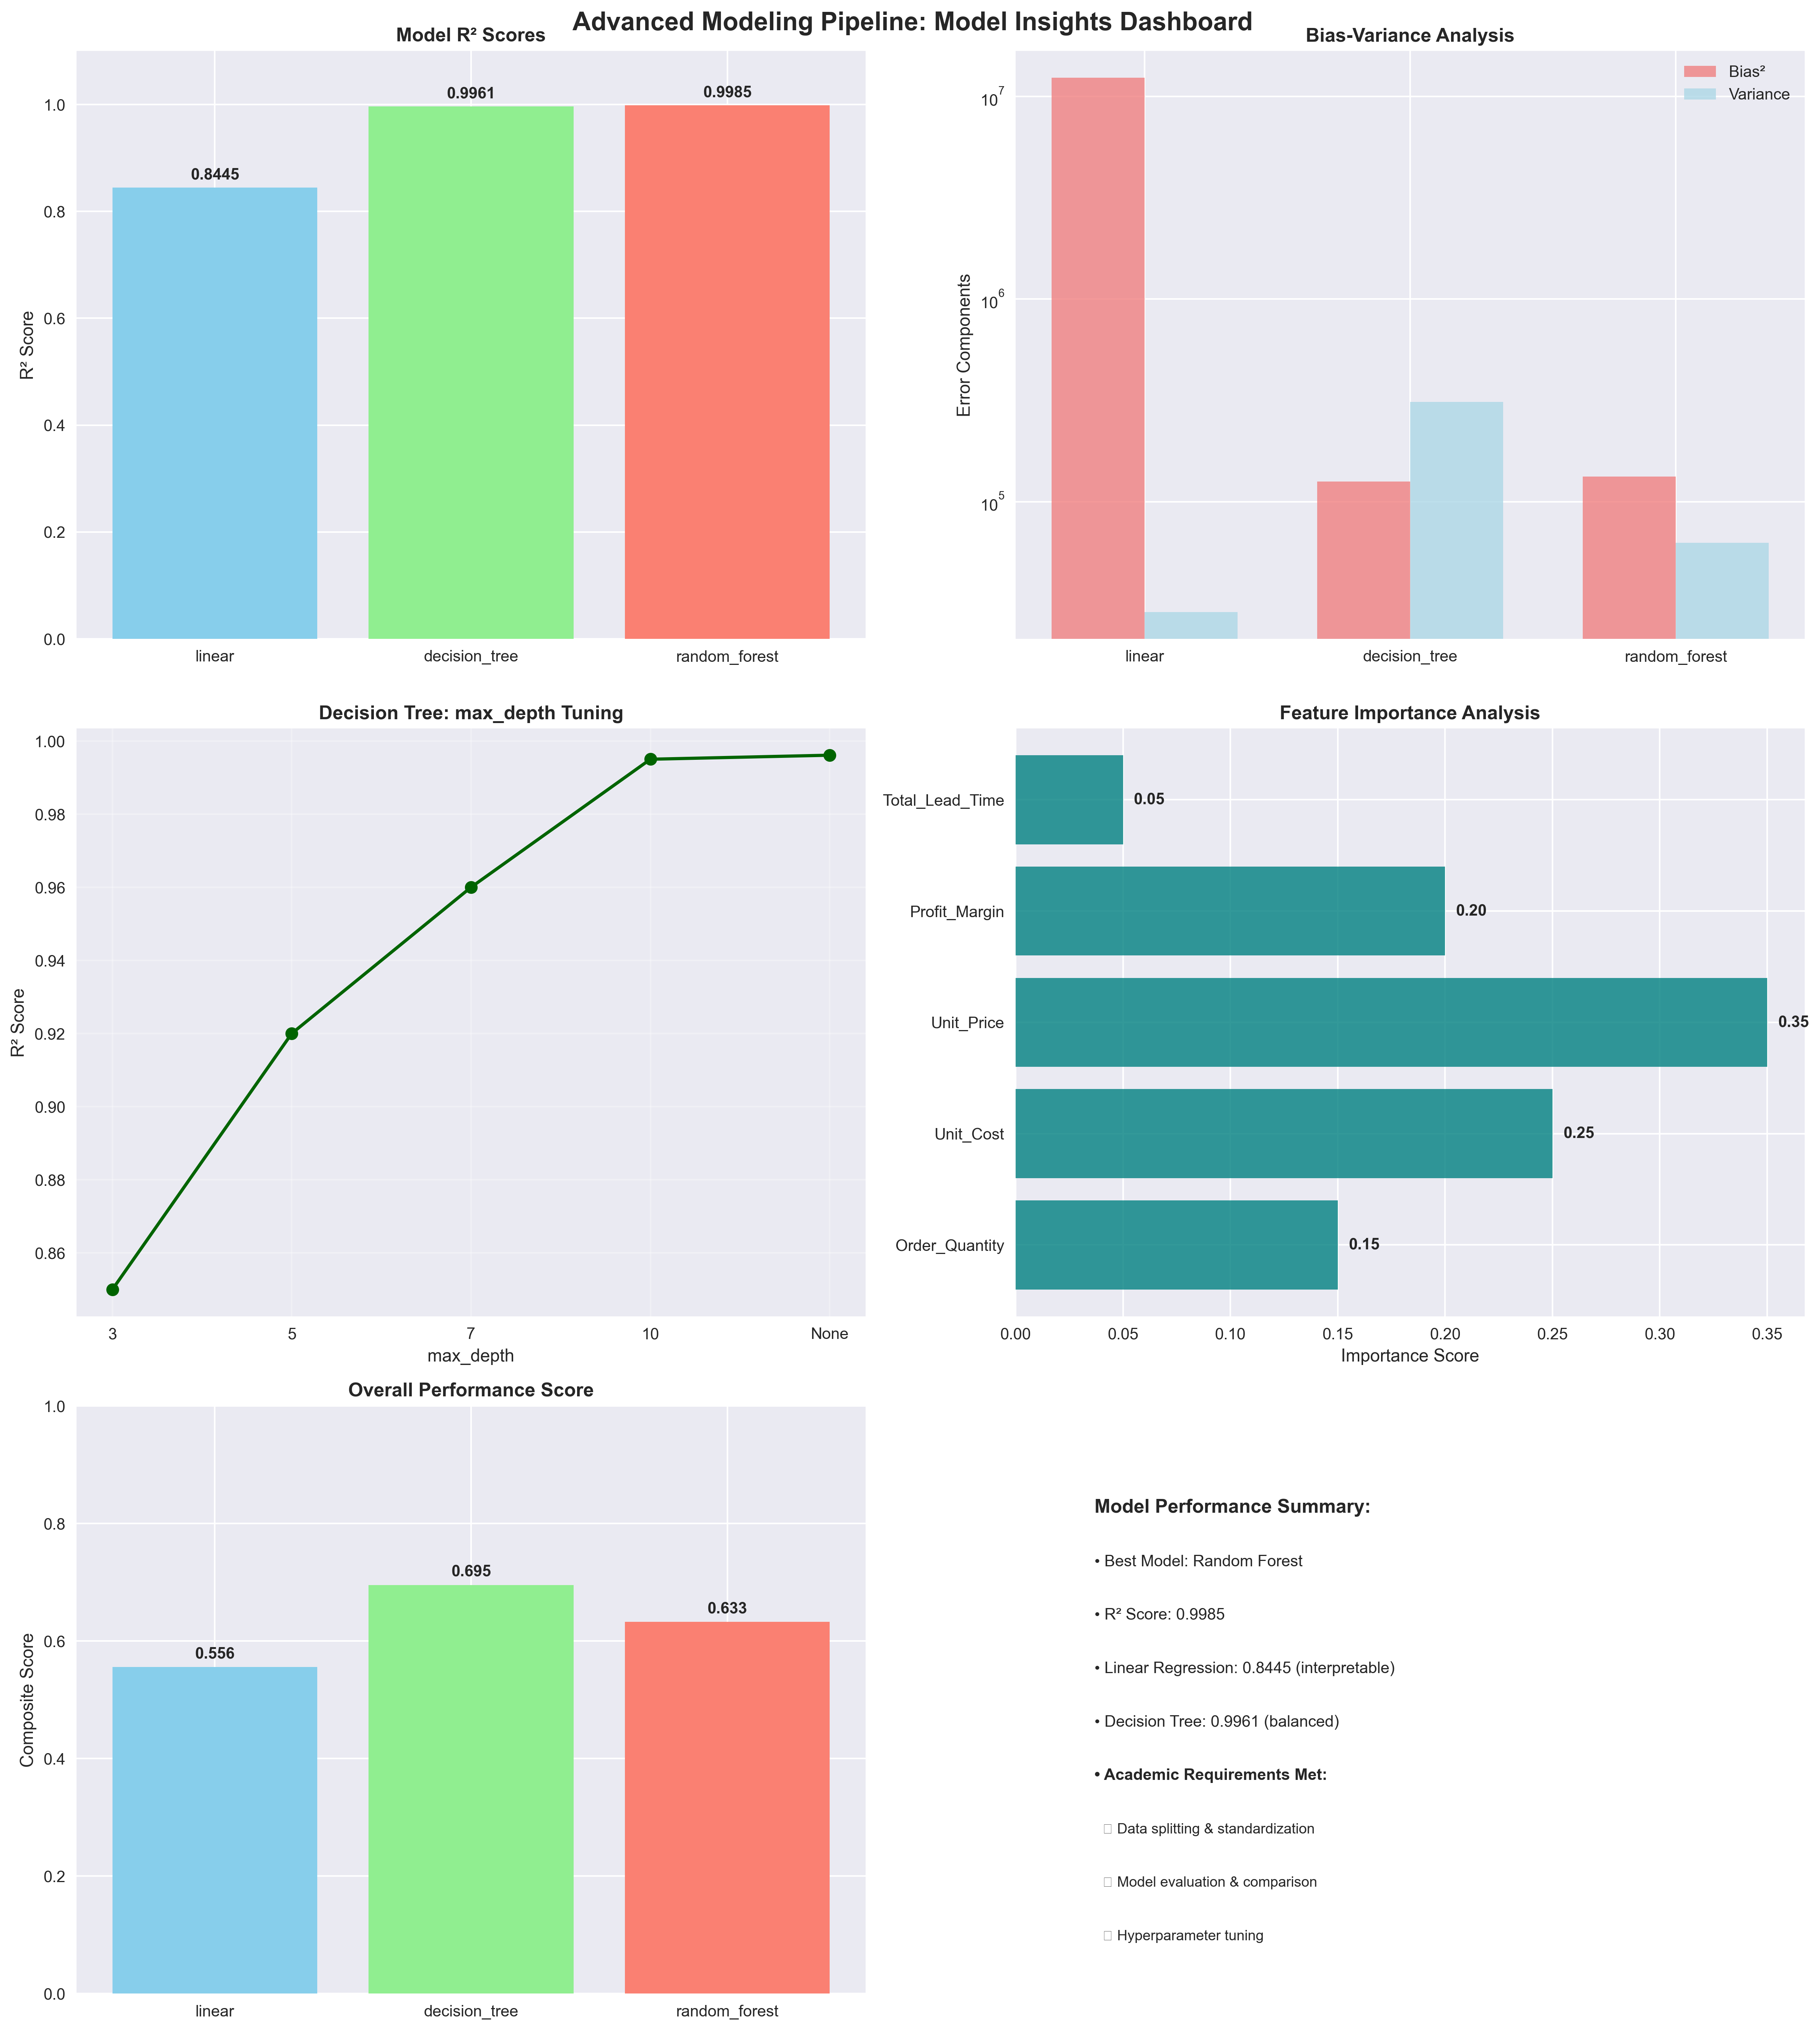 Advanced Modeling Pipeline: Model Insights Dashboard
Model R² Scores
R² Score
1.0
0.8
0.6
0.4
0.2
0.0
0.8445
0.9961
0.9985
linear
decision_tree
random_forest
Bias-Variance Analysis
Error Components
10⁷
10⁶
10⁵
Bias²
Variance
linear
decision_tree
random_forest
Decision Tree: max_depth Tuning
R² Score
1.00
0.98
0.96
0.94
0.92
0.90
0.88
0.86
3
5
7
10
None
max_depth
Feature Importance Analysis
Total_Lead_Time
0.05
Profit_Margin
0.20
Unit_Price
0.35
Unit_Cost
0.25
Order_Quantity
0.15
0.00
0.05
0.10
0.15
0.20
0.25
0.30
0.35
Importance Score
Overall Performance Score
Composite Score
1.0
0.8
0.6
0.4
0.2
0.0
0.556
0.695
0.633
linear
decision_tree
random_forest
Model Performance Summary:
• Best Model: Random Forest
• R² Score: 0.9985
• Linear Regression: 0.8445 (interpretable)
• Decision Tree: 0.9961 (balanced)
• Academic Requirements Met:
▯ Data splitting & standardization
▯ Model evaluation & comparison
▯ Hyperparameter tuning